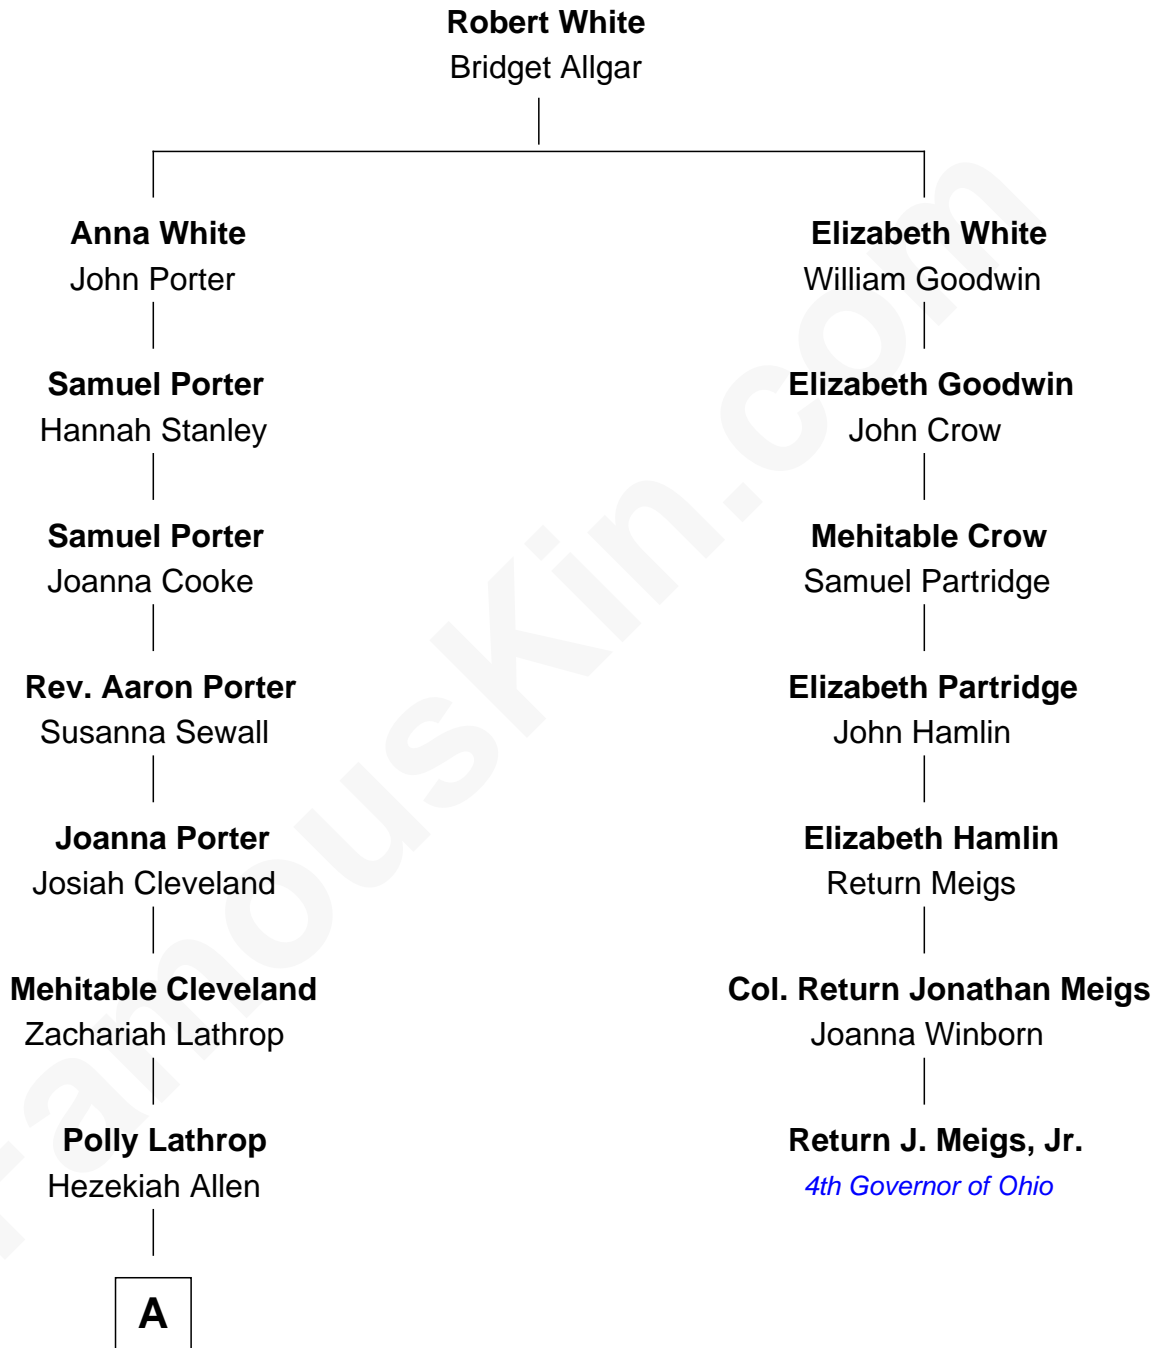 Robert White
Bridget Allgar
Anna White
John Porter
Elizabeth White
William Goodwin
Samuel Porter
Hannah Stanley
Elizabeth Goodwin
John Crow
Samuel Porter
Joanna Cooke
Mehitable Crow
Samuel Partridge
Rev. Aaron Porter
Susanna Sewall
Elizabeth Partridge
John Hamlin
Joanna Porter
Josiah Cleveland
Elizabeth Hamlin
Return Meigs
Mehitable Cleveland
Zachariah Lathrop
Col. Return Jonathan Meigs
Joanna Winborn
Polly Lathrop
Hezekiah Allen
Return J. Meigs, Jr.
4th Governor of Ohio
A
FamousKin.com